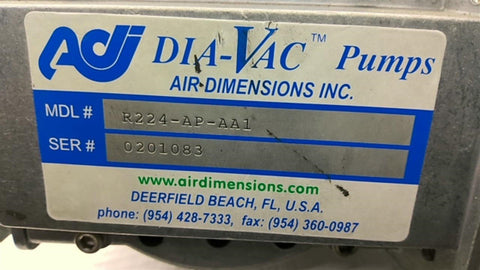 ADI DIA-VAC™ Pumps
AIR DIMENSIONS INC.
MDL # R224-AP-AA1
SER # 0201083
www.airdimensions.com
DEERFIELD BEACH, FL, U.S.A.
phone: (954) 428-7333, fax: (954) 360-0987